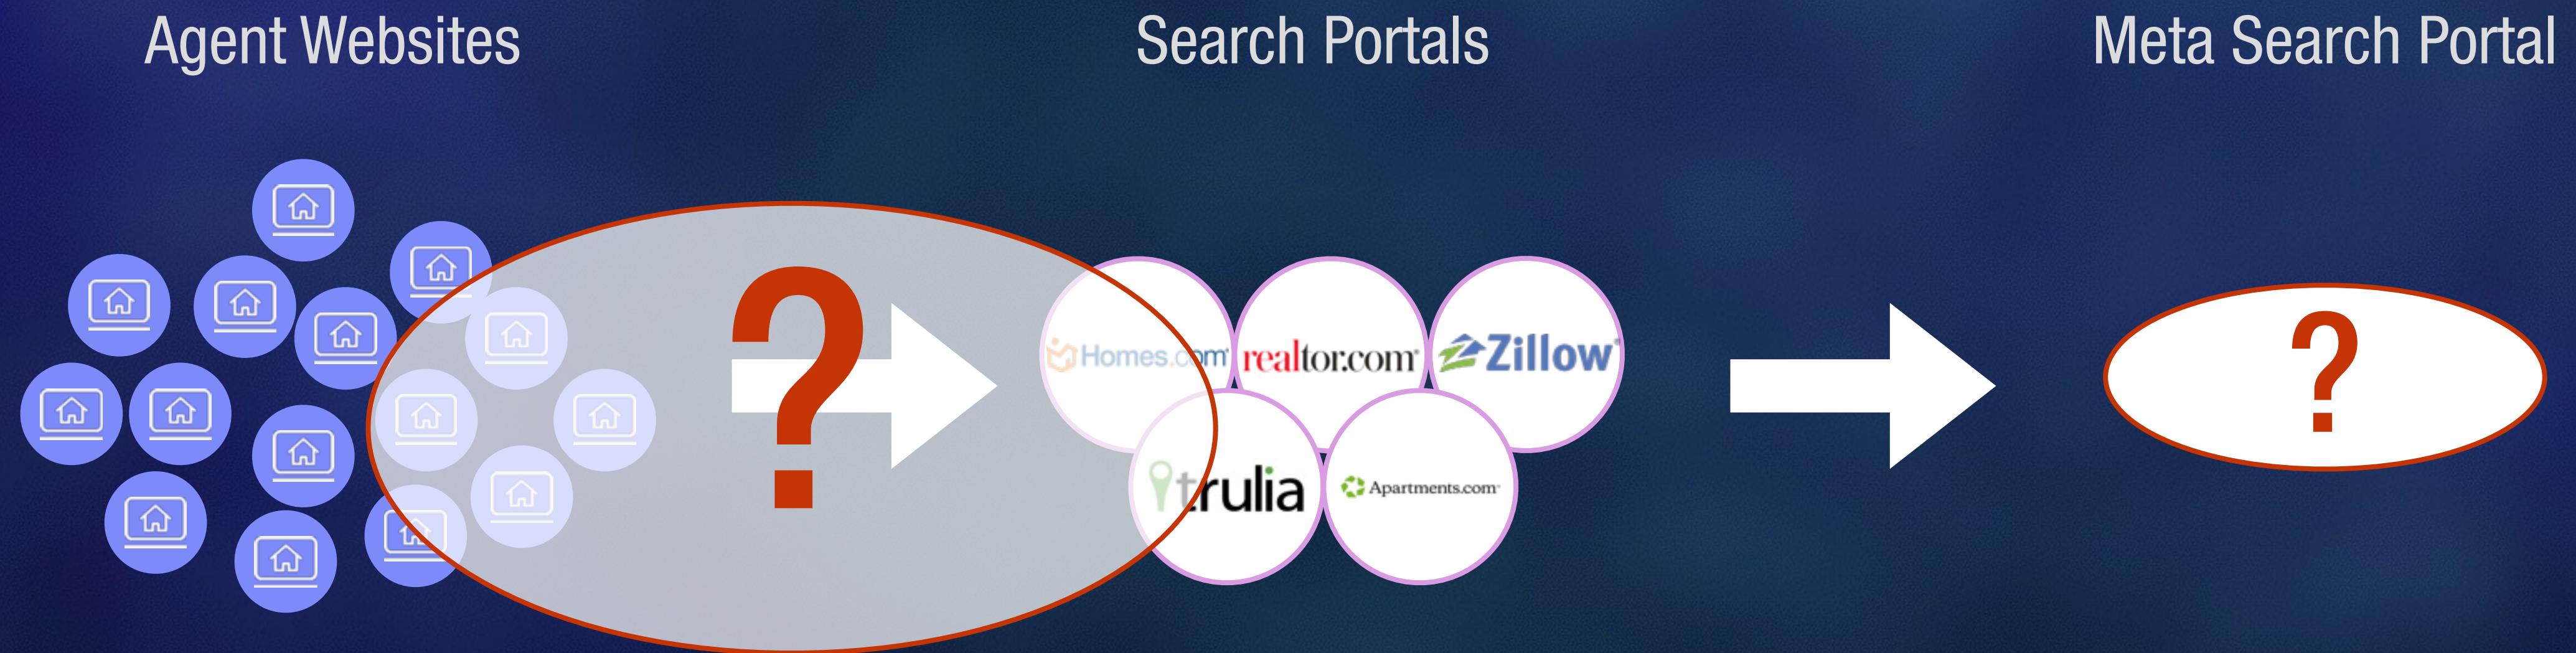 Agent Websites
Search Portals
Meta Search Portal
?
Homes.com
realtor.com®
Zillow®
trulia
Apartments.com
?